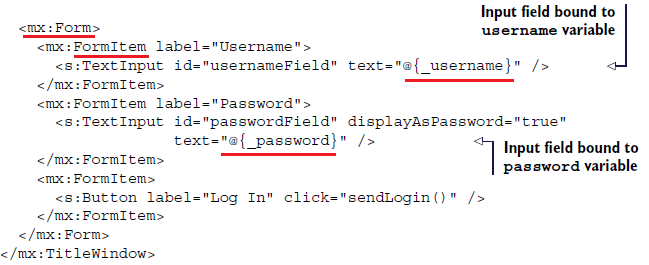 Input field bound to
username variable
<mx:Form>
<mx:FormItem label="Username">
<s:TextInput id="usernameField" text="@{_username}" />
</mx:FormItem>
<mx:FormItem label="Password">
<s:TextInput id="passwordField" displayAsPassword="true"
text="@{_password}" />
Input field bound to
password variable
</mx:FormItem>
<mx:FormItem>
<s:Button label="Log In" click="sendLogin()" />
</mx:FormItem>
</mx:Form>
</mx:TitleWindow>